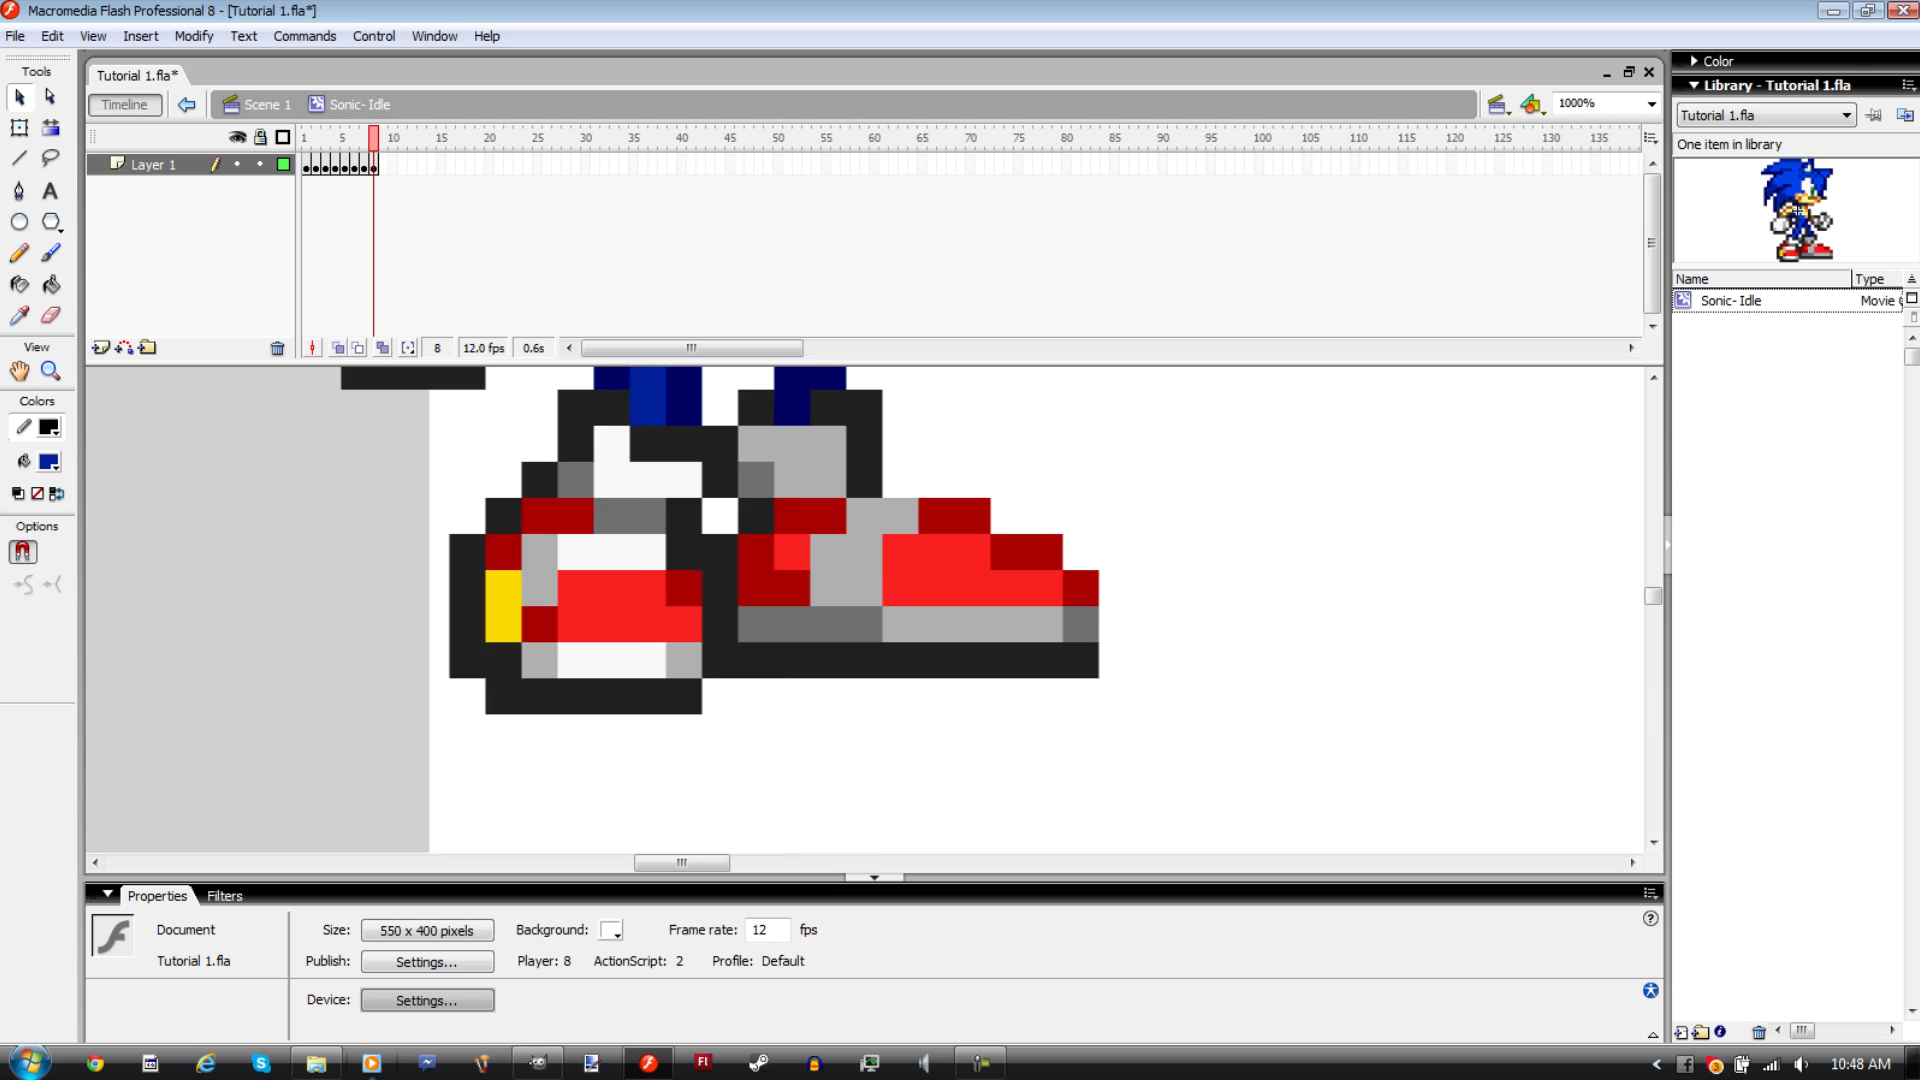 Macromedia Flash Professional 8 - [Tutorial 1.fla*]
File Edit View Insert Modify Text Commands Control Window Help
Tools
Tutorial 1.fla*
Timeline Scene 1 Sonic- Idle 1000%
1 5 10 15 20 25 30 35 40 45 50 55 60 65 70 75 80 85 90 95 100 105 110 115 120 125 130 135
Layer 1
8 12.0 fps 0.6s
View
Colors
Options
Color
Library - Tutorial 1.fla
Tutorial 1.fla
One item in library
Name Type
Sonic- Idle Movie
Properties Filters
Document Size: 550 x 400 pixels Background: Frame rate: 12 fps
Tutorial 1.fla Publish: Settings... Player: 8 ActionScript: 2 Profile: Default
Device: Settings...
10:48 AM